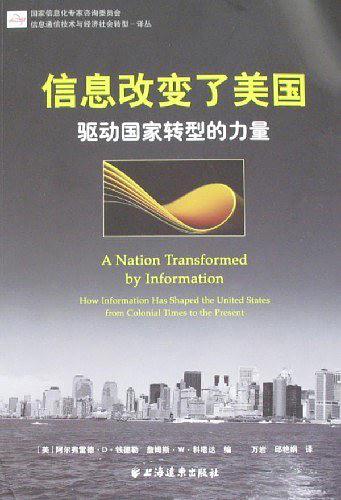 国家信息化专家咨询委员会
信息通信技术与经济社会转型－译丛
信息改变了美国
驱动国家转型的力量
A Nation Transformed
by Information
How Information Has Shaped the United States
from Colonial Times to the Present
[美] 阿尔弗雷德·D·钱德勒 詹姆斯·W·科塔达 编 万岩 邱艳娟 译
上海远东出版社